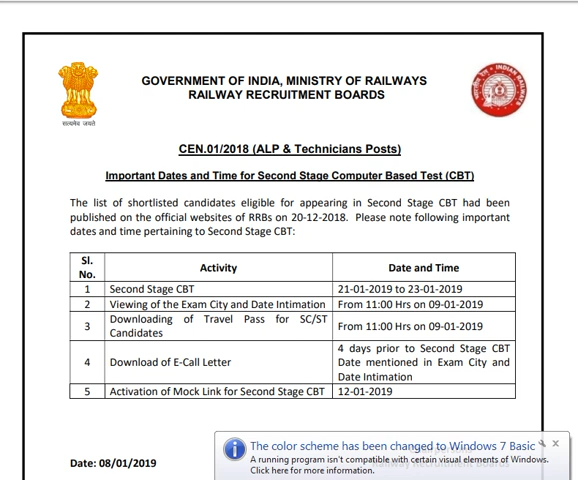 GOVERNMENT OF INDIA, MINISTRY OF RAILWAYS
RAILWAY RECRUITMENT BOARDS
सत्यमेव जयते
CEN.01/2018 (ALP & Technicians Posts)
Important Dates and Time for Second Stage Computer Based Test (CBT)
The list of shortlisted candidates eligible for appearing in Second Stage CBT had been
published on the official websites of RRBs on 20-12-2018. Please note following important
dates and time pertaining to Second Stage CBT:
Sl. No. Activity Date and Time
1 Second Stage CBT 21-01-2019 to 23-01-2019
2 Viewing of the Exam City and Date Intimation From 11:00 Hrs on 09-01-2019
3 Downloading of Travel Pass for SC/ST
Candidates
From 11:00 Hrs on 09-01-2019
4 Download of E-Call Letter
4 days prior to Second Stage CBT
Date mentioned in Exam City and
Date Intimation
5 Activation of Mock Link for Second Stage CBT 12-01-2019
Date: 08/01/2019
The color scheme has been changed to Windows 7 Basic
A running program isn't compatible with certain visual elements of Windows.
Click here for more information.
Railway Recruitment Boards